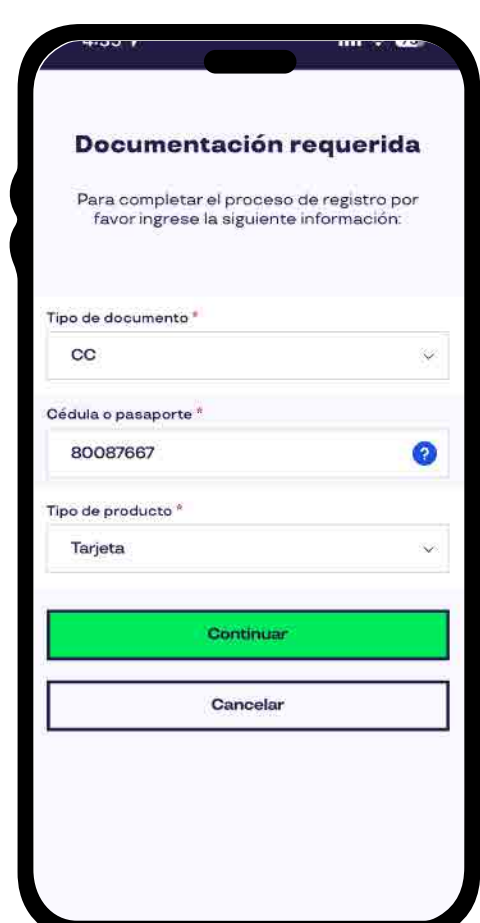 Documentación requerida
Para completar el proceso de registro por
favor ingrese la siguiente información:
Tipo de documento *
CC
Cédula o pasaporte *
80087667
?
Tipo de producto *
Tarjeta
Continuar
Cancelar